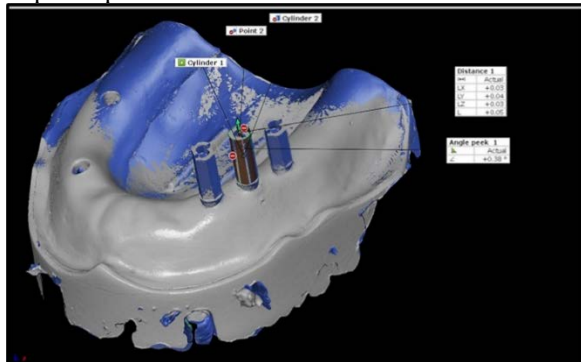 Cylinder 2
Point 2
Cylinder 1
Distance 1
Actual
LX +0.03
LY +0.04
LZ +0.03
L +0.05
Angle peek 1
Actual
+0.38 °